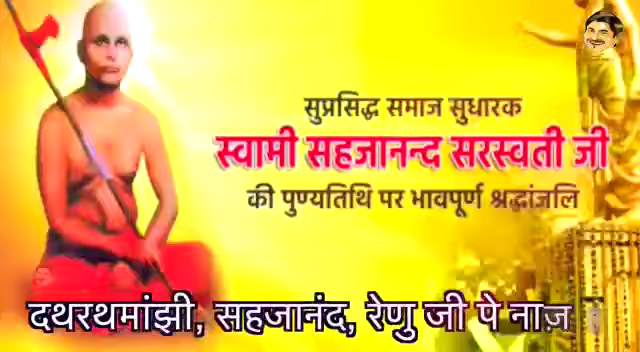 सुप्रसिद्ध समाज सुधारक
स्वामी सहजानन्द सरस्वती जी
की पुण्यतिथि पर भावपूर्ण श्रद्धांजलि
दथरथमांझी, सहजानंद, रेणु जी पे नाज़